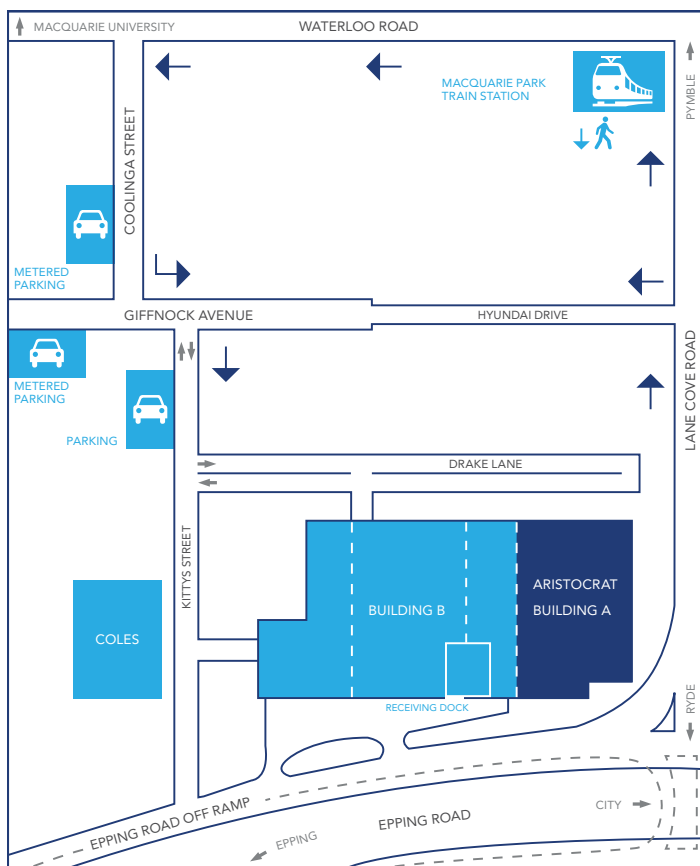 MACQUARIE UNIVERSITY
WATERLOO ROAD
MACQUARIE PARK
TRAIN STATION
PYMBLE
COOLINGA STREET
METERED
PARKING
GIFFNOCK AVENUE
HYUNDAI DRIVE
LANE COVE ROAD
METERED
PARKING
PARKING
DRAKE LANE
KITTYS STREET
ARISTOCRAT
BUILDING A
BUILDING B
COLES
RECEIVING DOCK
RYDE
EPPING ROAD OFF RAMP
EPPING
EPPING ROAD
CITY